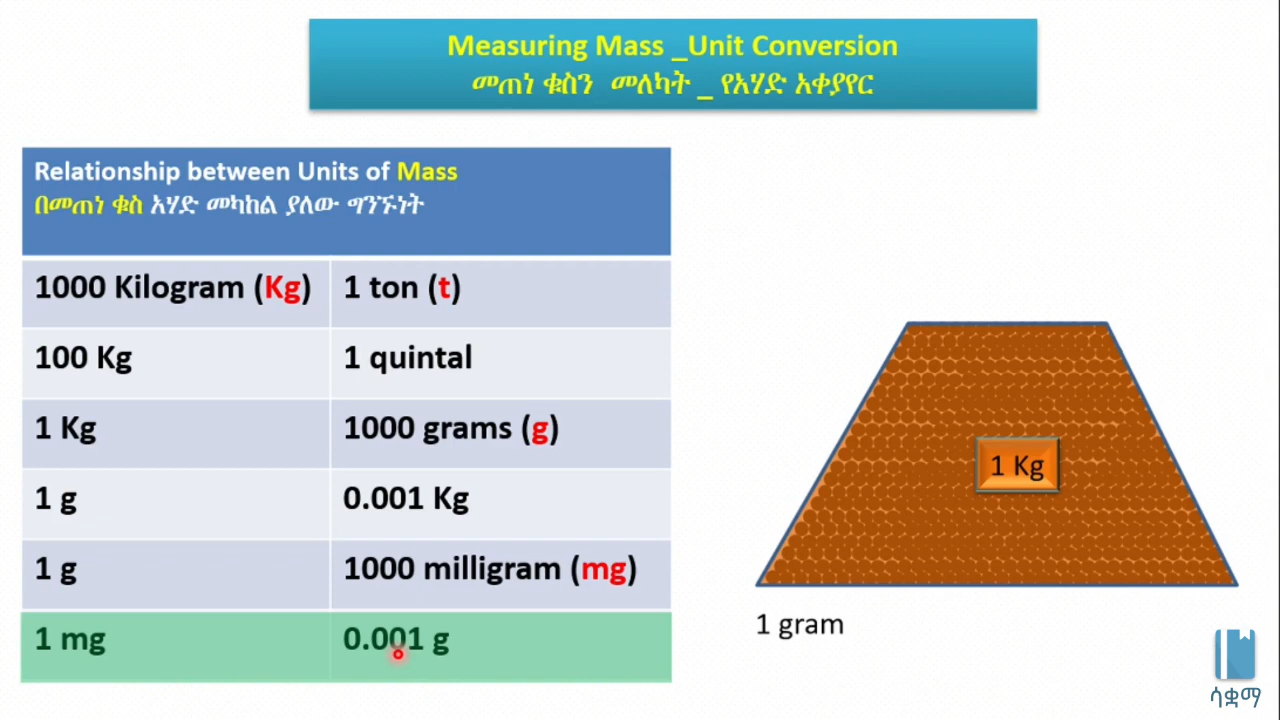 Measuring Mass _Unit Conversion
መጠነ ቁስን መለካት _ የአሃድ አቀያየር
Relationship between Units of Mass
በመጠነ ቁስ አሃድ መካከል ያለው ግንኙነት
1000 Kilogram (Kg) 1 ton (t)
100 Kg 1 quintal
1 Kg 1000 grams (g)
1 g 0.001 Kg
1 g 1000 milligram (mg)
1 mg 0.001 g
1 Kg
1 gram
ሳቋማ